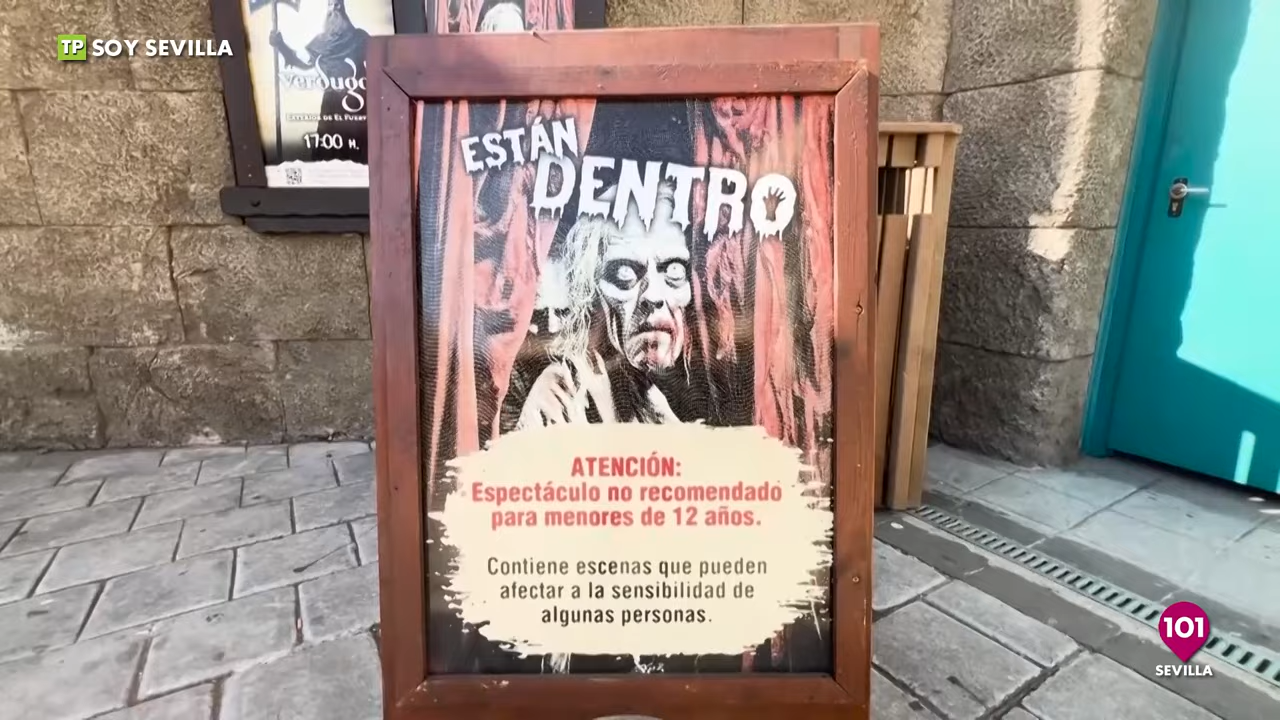 TP SOY SEVILLA
verdugo
17:00 H.
ESTÁN
DENTRO
ATENCIÓN:
Espectáculo no recomendado
para menores de 12 años.
Contiene escenas que pueden
afectar a la sensibilidad de
algunas personas.
101
SEVILLA